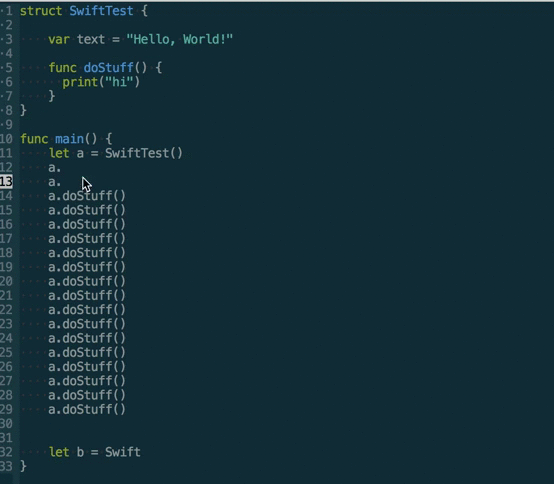 1 struct SwiftTest {
2
3 var text = "Hello, World!"
4
5 func doStuff() {
6 print("hi")
7 }
8 }
9
10 func main() {
11 let a = SwiftTest()
12 a.
13 a.
14 a.doStuff()
15 a.doStuff()
16 a.doStuff()
17 a.doStuff()
18 a.doStuff()
19 a.doStuff()
20 a.doStuff()
21 a.doStuff()
22 a.doStuff()
23 a.doStuff()
24 a.doStuff()
25 a.doStuff()
26 a.doStuff()
27 a.doStuff()
28 a.doStuff()
29 a.doStuff()
30
31
32 let b = Swift
33 }